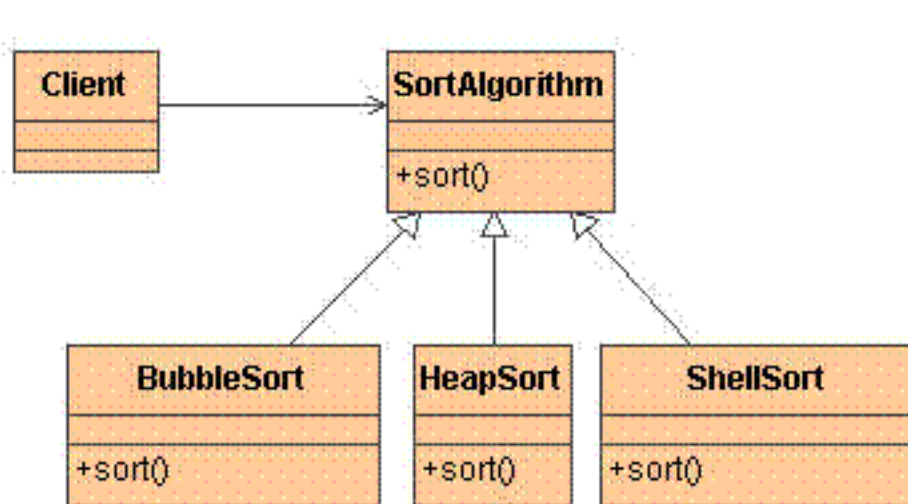 Client
SortAlgorithm
+sort()
BubbleSort
HeapSort
ShellSort
+sort()
+sort()
+sort()